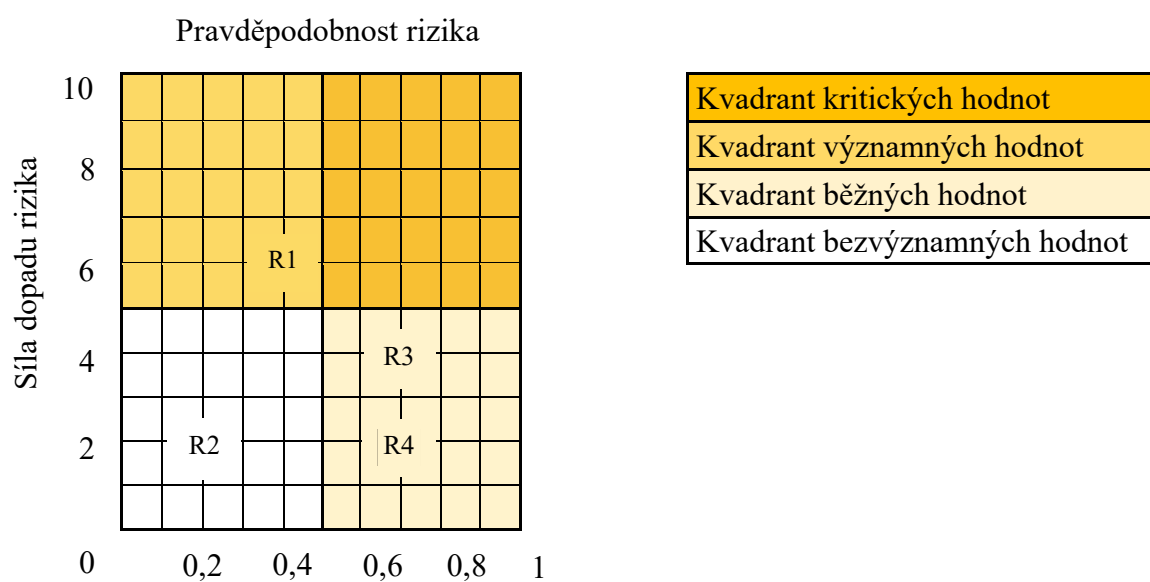 Pravděpodobnost rizika
Síla dopadu rizika
10
8
6
4
2
0
0,2
0,4
0,6
0,8
1
R1
R3
R2
R4
Kvadrant kritických hodnot
Kvadrant významných hodnot
Kvadrant běžných hodnot
Kvadrant bezvýznamných hodnot